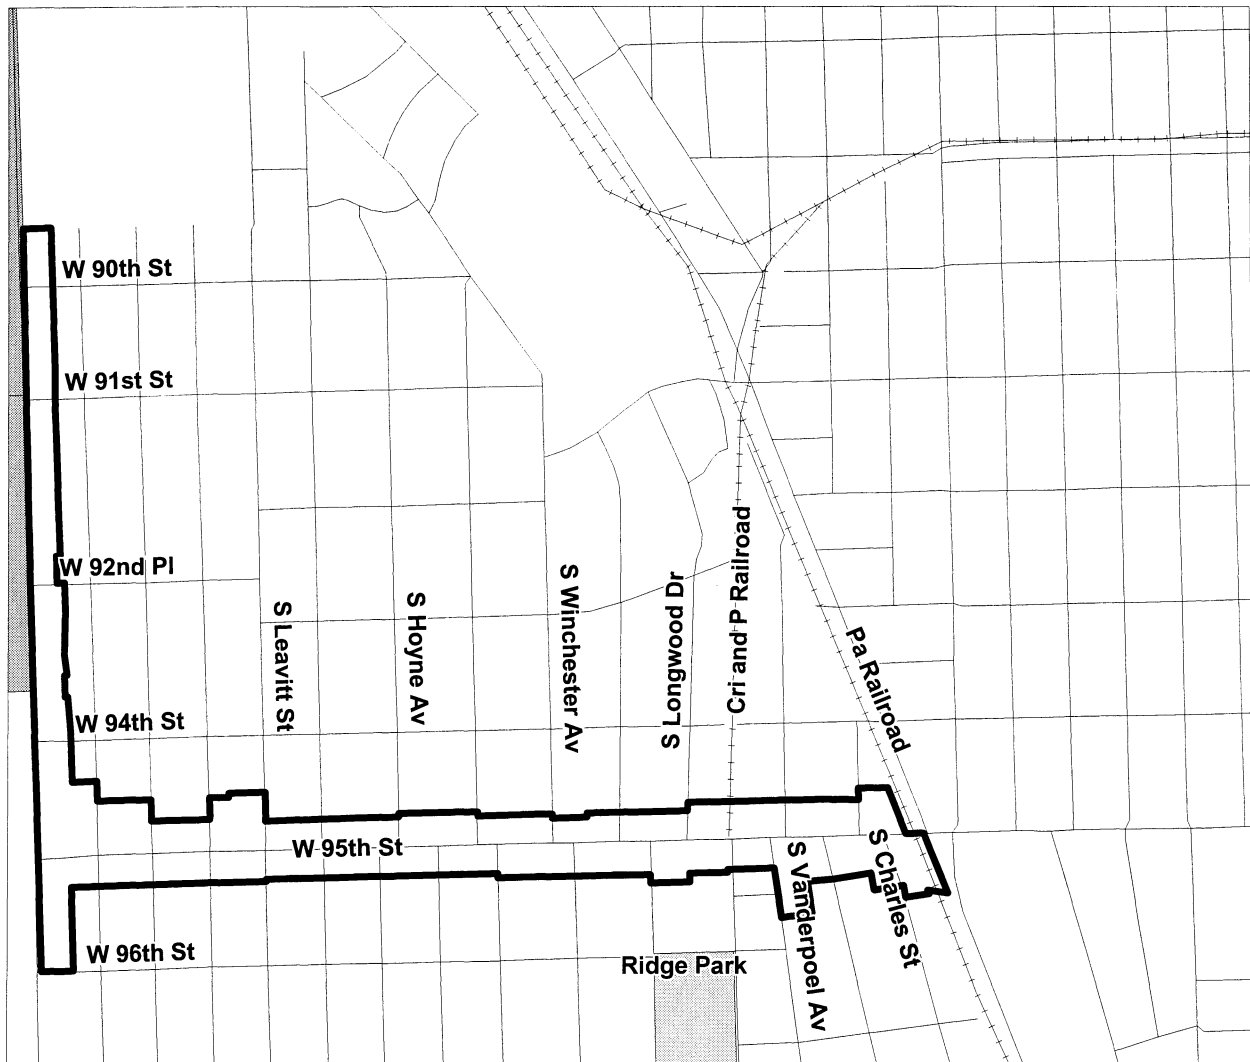 W 90th St
W 91st St
W 92nd Pl
S Leavitt St
S Hoyne Av
S Winchester Av
S Longwood Dr
Cri and P Railroad
Pa Railroad
W 94th St
W 95th St
S Vanderpoel Av
S Charles St
W 96th St
Ridge Park